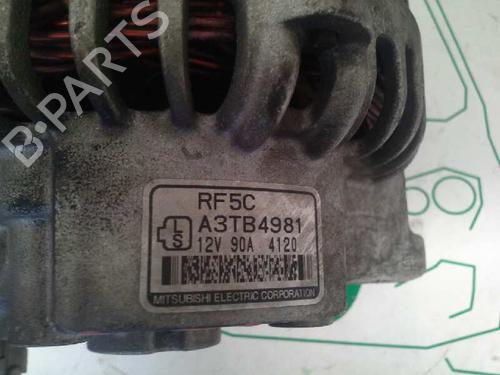 B-PARTS
RF5C
L
S
A3TB4981
12V 90A 4120
MITSUBISHI ELECTRIC CORPORATION